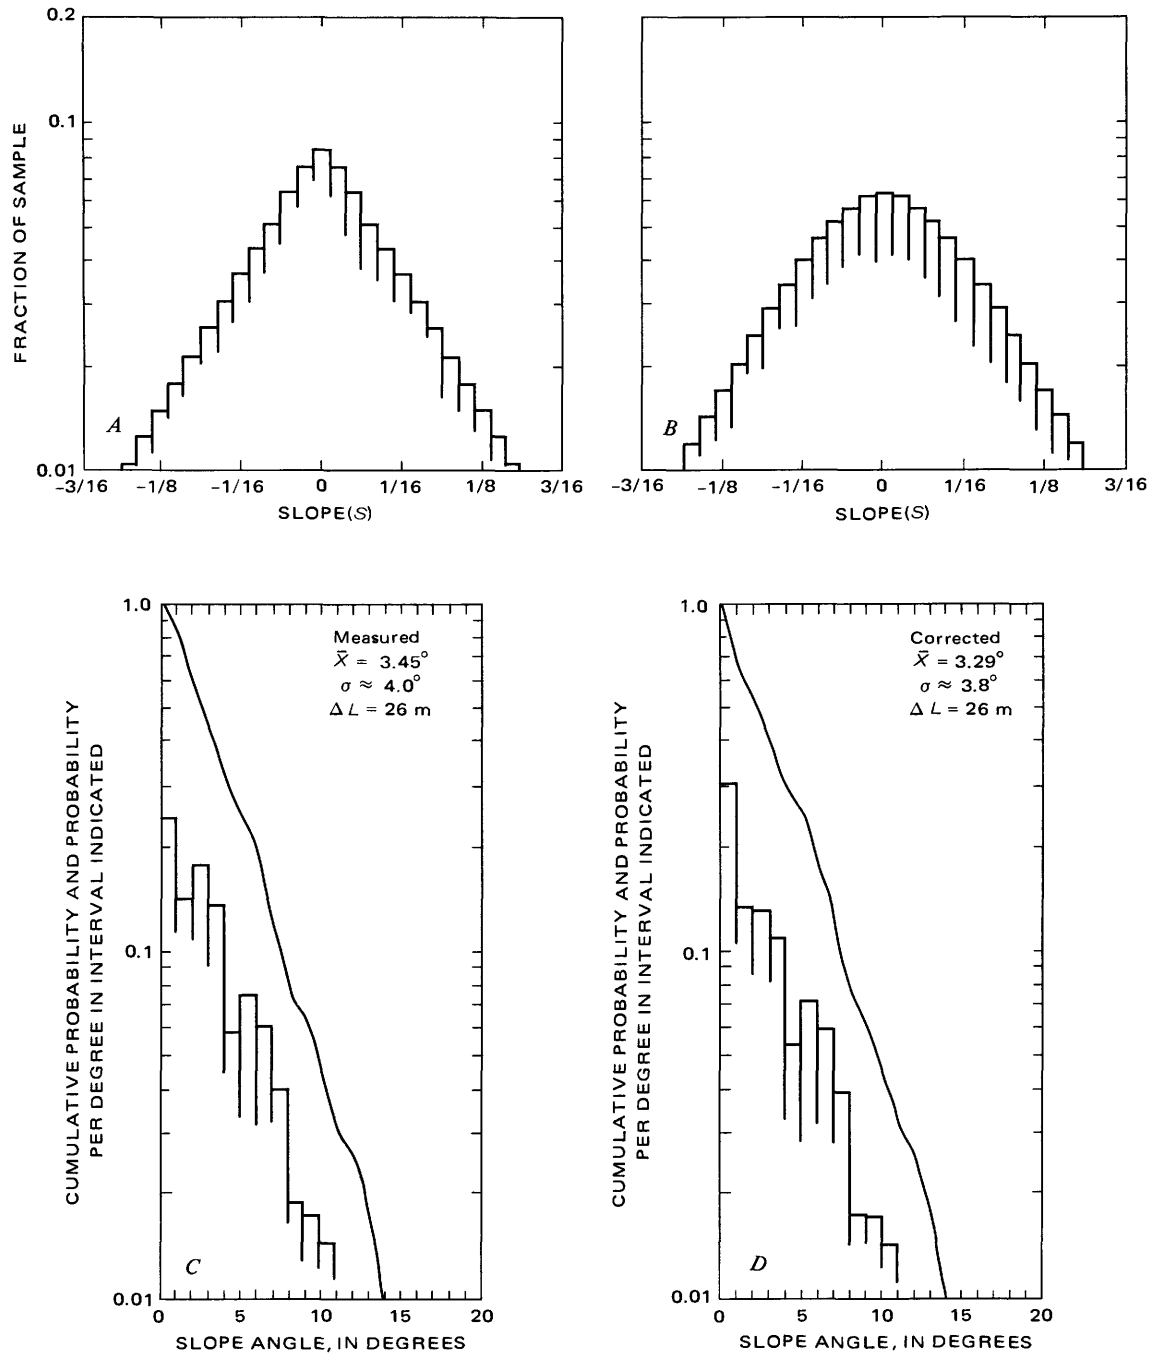 0.2
0.1
0.01
FRACTION OF SAMPLE
A
-3/16 -1/8 -1/16 0 1/16 1/8 3/16
SLOPE(S)
B
-3/16 -1/8 -1/16 0 1/16 1/8 3/16
SLOPE(S)
1.0
0.1
0.01
CUMULATIVE PROBABILITY AND PROBABILITY
PER DEGREE IN INTERVAL INDICATED
Measured
X̄ = 3.45°
σ ≈ 4.0°
Δ L = 26 m
C
0 5 10 15 20
SLOPE ANGLE, IN DEGREES
1.0
0.1
0.01
CUMULATIVE PROBABILITY AND PROBABILITY
PER DEGREE IN INTERVAL INDICATED
Corrected
X̄ = 3.29°
σ ≈ 3.8°
Δ L = 26 m
D
0 5 10 15 20
SLOPE ANGLE, IN DEGREES